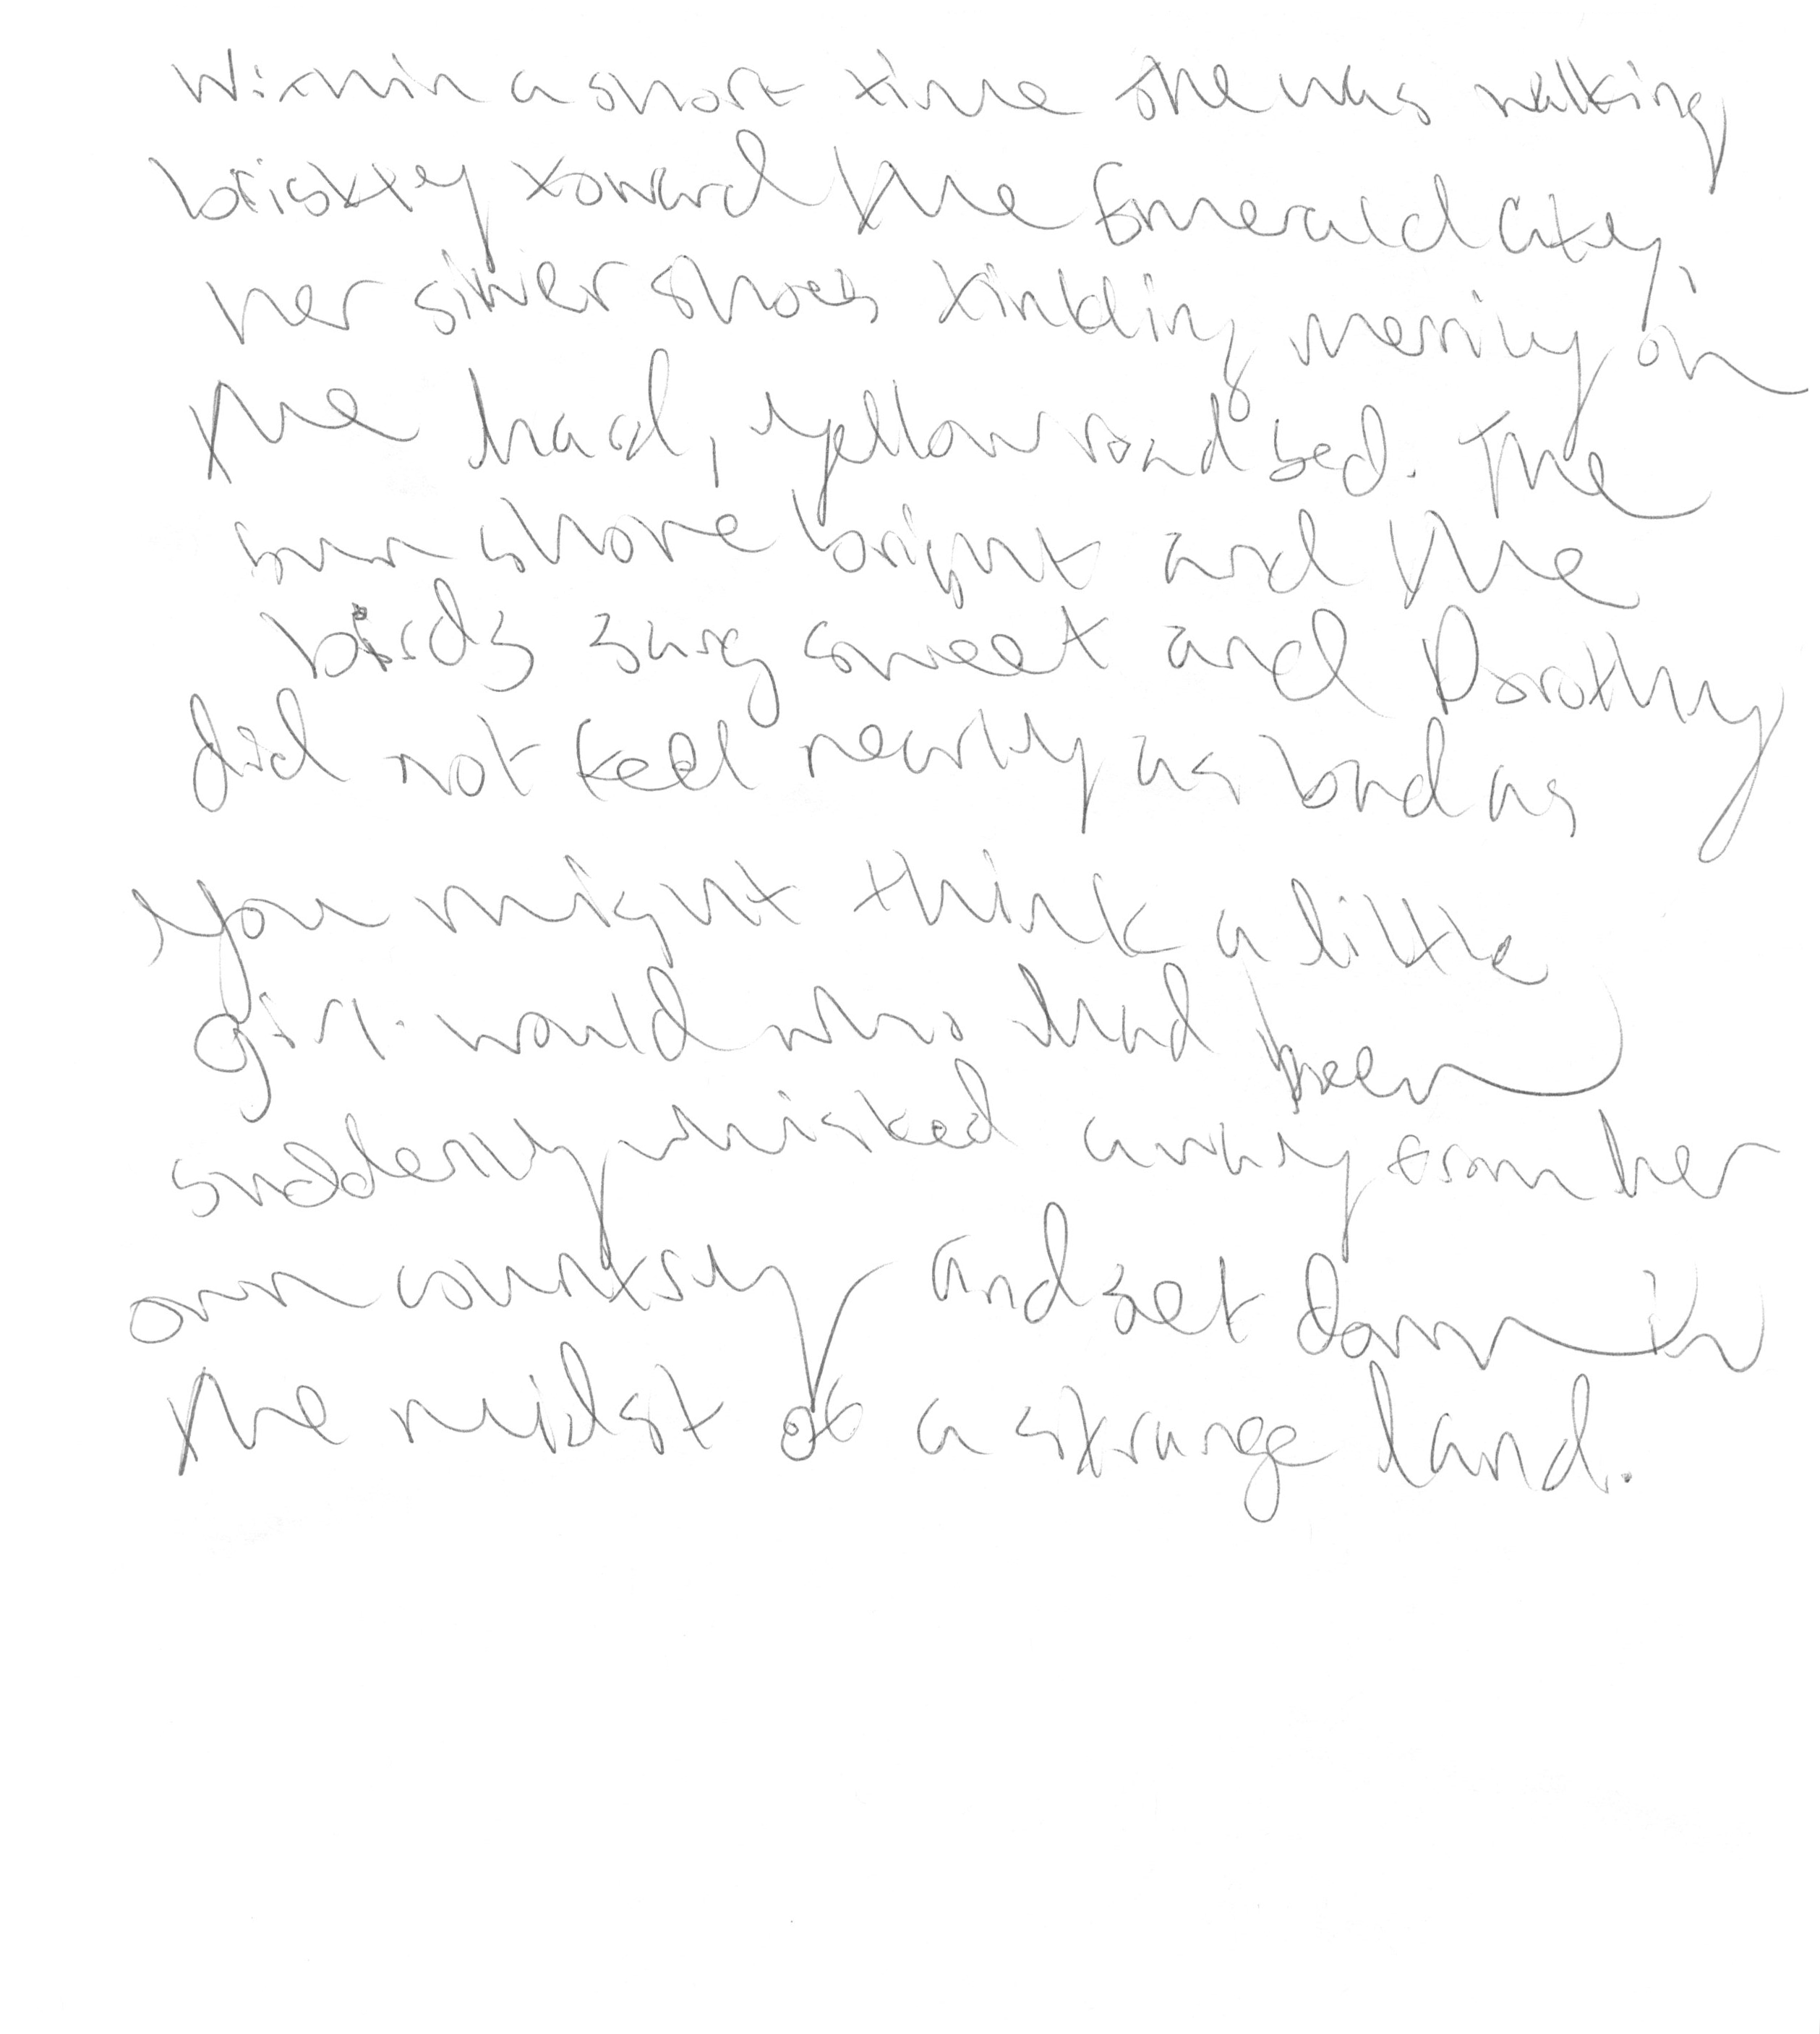 Within a short time she was walking
briskly toward the Emerald City,
her silver shoes tinkling merrily on
the hard, yellow road bed. The
sun shone bright and the
birds sang sweet and Dorothy
did not feel nearly as bad as
you might think a little
girl would who had been
suddenly whisked away from her
own country and set down in
the midst of a strange land.